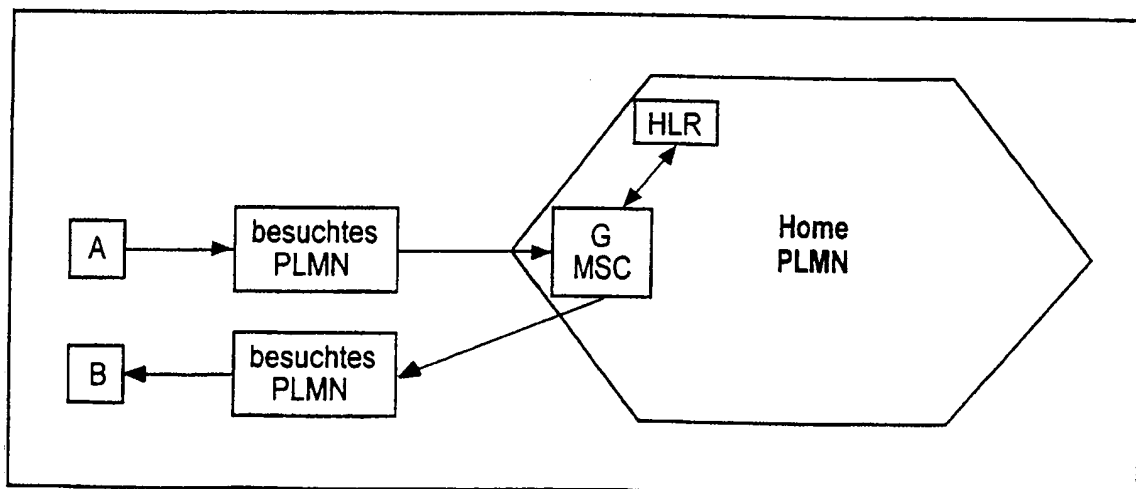 HLR
A
besuchtes
PLMN
G
MSC
Home
PLMN
B
besuchtes
PLMN